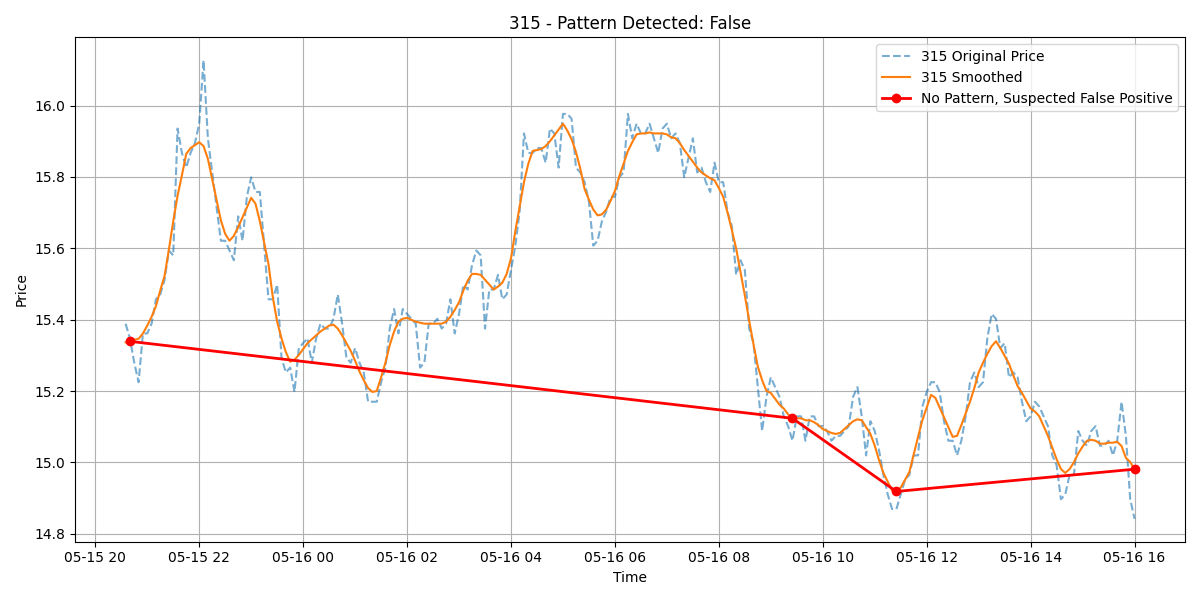 315 - Pattern Detected: False
315 Original Price
315 Smoothed
No Pattern, Suspected False Positive
Price
16.0
15.8
15.6
15.4
15.2
15.0
14.8
05-15 20 05-15 22 05-16 00 05-16 02 05-16 04 05-16 06 05-16 08 05-16 10 05-16 12 05-16 14 05-16 16
Time